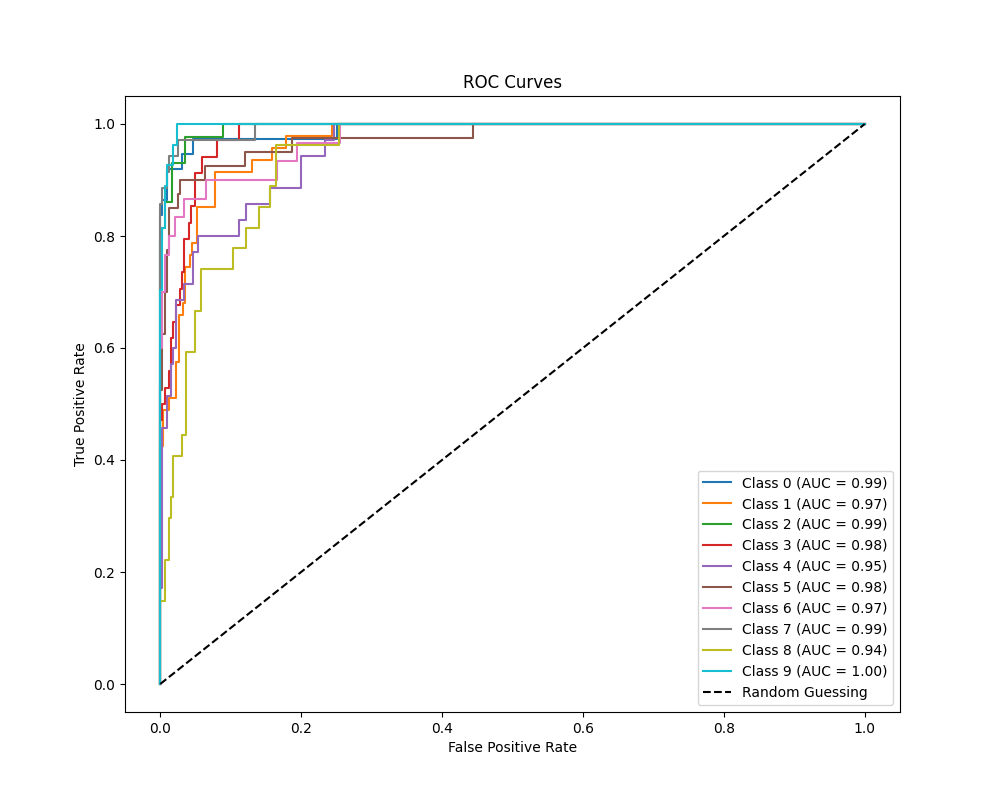 ROC Curves
1.0
0.8
0.6
0.4
0.2
0.0
True Positive Rate
0.0 0.2 0.4 0.6 0.8 1.0
False Positive Rate
Class 0 (AUC = 0.99)
Class 1 (AUC = 0.97)
Class 2 (AUC = 0.99)
Class 3 (AUC = 0.98)
Class 4 (AUC = 0.95)
Class 5 (AUC = 0.98)
Class 6 (AUC = 0.97)
Class 7 (AUC = 0.99)
Class 8 (AUC = 0.94)
Class 9 (AUC = 1.00)
Random Guessing